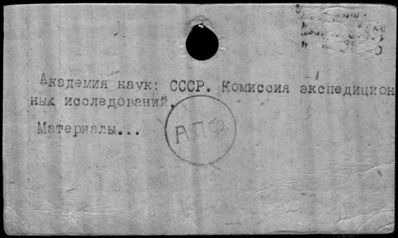 Академия наук: СССР. Комиссия экспедицион
ных исследований.
Материалы...
АПФ